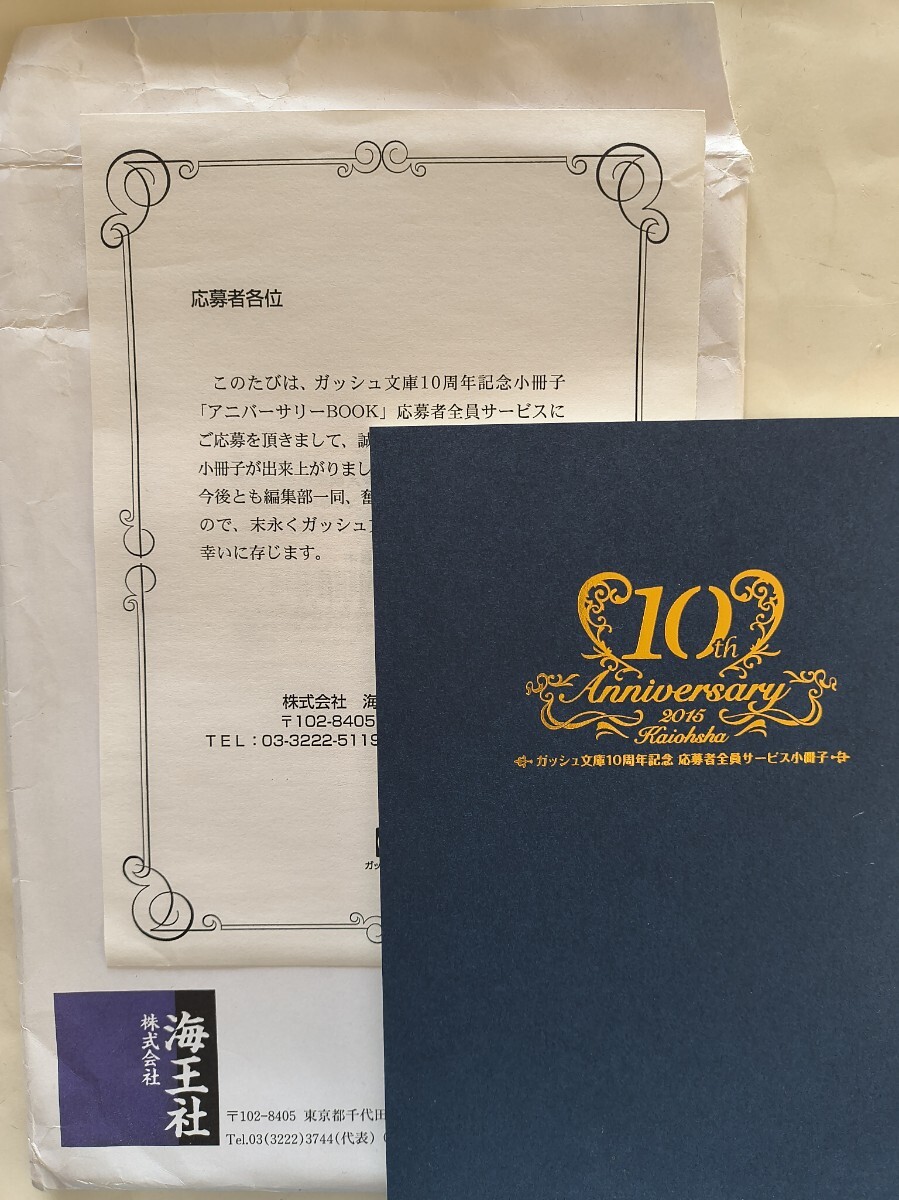 応募者各位
このたびは、ガッシュ文庫10周年記念小冊子
「アニバーサリーBOOK」応募者全員サービスに
ご応募を頂きまして、誠
小冊子が出来上がりまし
今後とも編集部一同、奮
ので、末永くガッシュ
幸いに存じます。
株式会社 海
〒102-8405
TEL:03-3222-5119
ガッ
10th
Anniversary
2015
Kaiohsha
ガッシュ文庫10周年記念 応募者全員サービス小冊子
株式会社
海王社
〒102-8405 東京都千代田
Tel.03(3222)3744(代表)